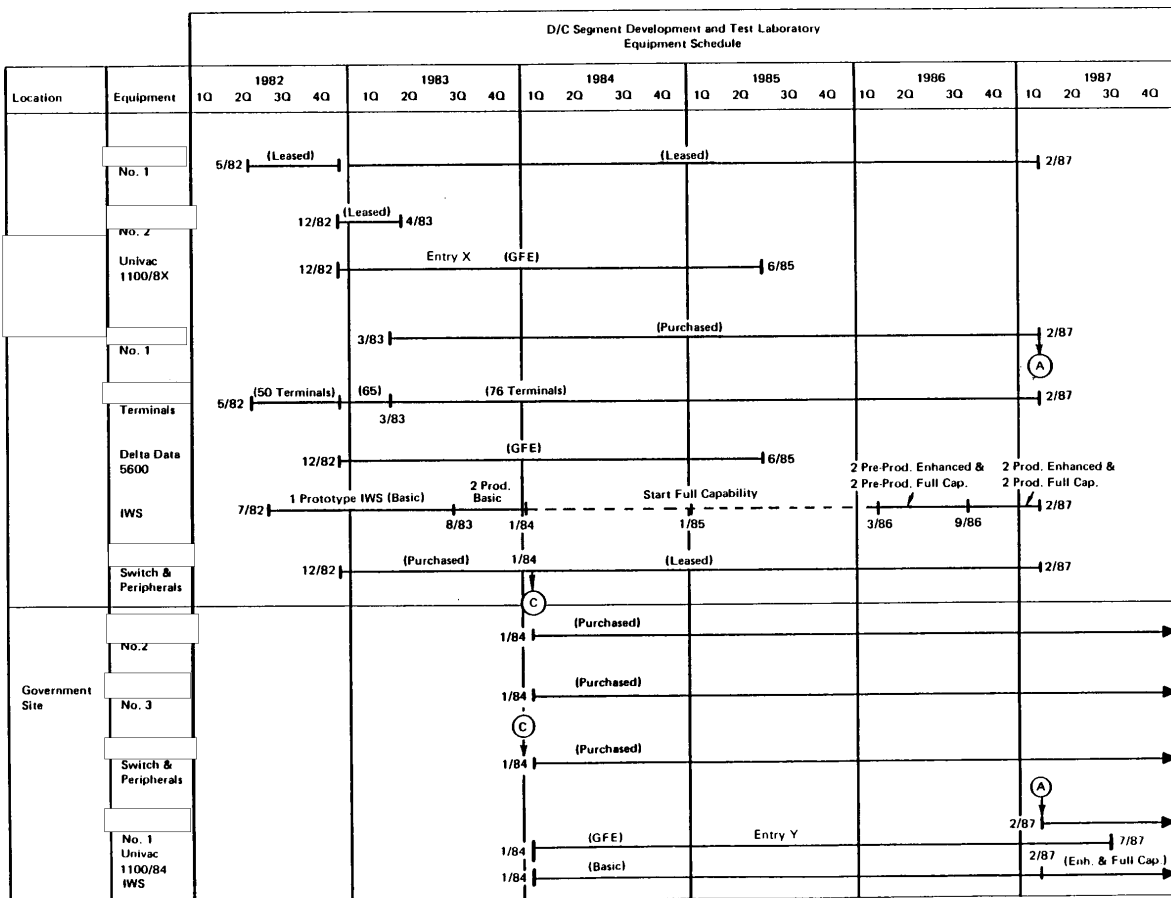 D/C Segment Development and Test Laboratory
Equipment Schedule
Location Equipment 1982 1983 1984 1985 1986 1987
1Q 2Q 3Q 4Q 1Q 2Q 3Q 4Q 1Q 2Q 3Q 4Q 1Q 2Q 3Q 4Q 1Q 2Q 3Q 4Q 1Q 2Q 3Q 4Q
No. 1 5/82 (Leased) (Leased) 2/87
No. 2 12/82 (Leased) 4/83
Univac
1100/8X 12/82 Entry X (GFE) 6/85
No. 1 3/83 (Purchased) 2/87
A
Terminals 5/82 (50 Terminals) (65) 3/83 (76 Terminals) 2/87
Delta Data
5600 12/82 (GFE) 6/85
2 Pre-Prod. Enhanced & 2 Prod. Enhanced &
2 Pre-Prod. Full Cap. 2 Prod. Full Cap.
IWS 7/82 1 Prototype IWS (Basic) 8/83 2 Prod. Basic 1/84 Start Full Capability 1/85 3/86 9/86 2/87
Switch &
Peripherals 12/82 (Purchased) 1/84 (Leased) 2/87
C
Government
Site
No.2 1/84 (Purchased)
No. 3 1/84 (Purchased)
C
Switch &
Peripherals 1/84 (Purchased)
A
No. 1 2/87
Univac
1100/84 1/84 (GFE) Entry Y 7/87
IWS 1/84 (Basic) 2/87 (Enh. & Full Cap.)